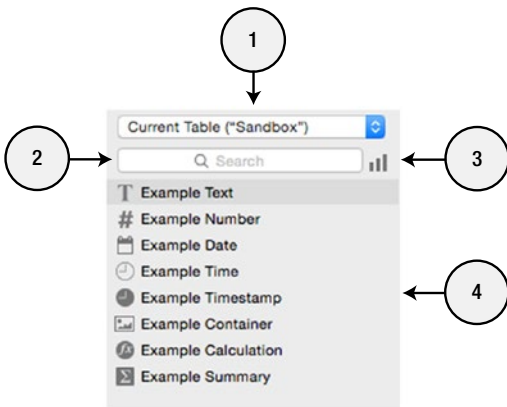 1
Current Table ("Sandbox")
2
Search
3
T Example Text
# Example Number
Example Date
Example Time
4
Example Timestamp
Example Container
fx Example Calculation
Σ Example Summary